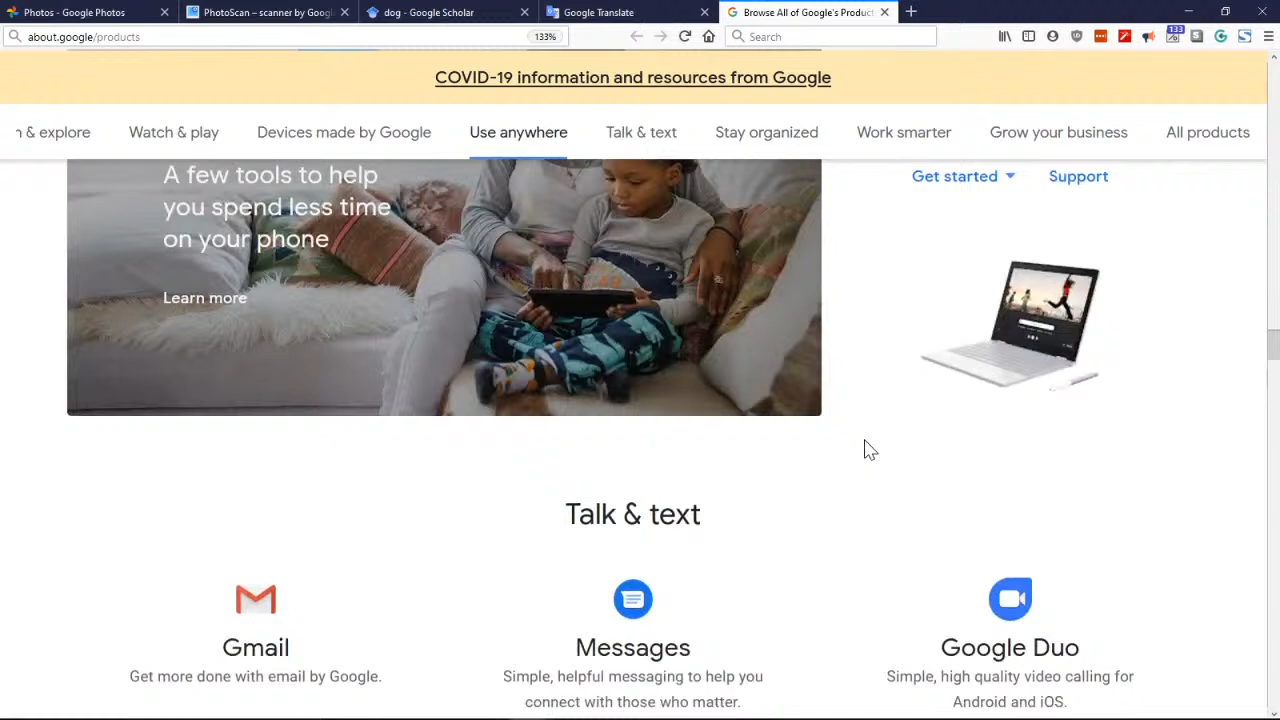 Photos - Google Photos
PhotoScan – scanner by Googl
dog - Google Scholar
Google Translate
Browse All of Google's Product
about.google/products
133%
Search
133
COVID-19 information and resources from Google
n & explore
Watch & play
Devices made by Google
Use anywhere
Talk & text
Stay organized
Work smarter
Grow your business
All products
A few tools to help
you spend less time
on your phone
Learn more
Get started
Support
Talk & text
Gmail
Get more done with email by Google.
Messages
Simple, helpful messaging to help you
connect with those who matter.
Google Duo
Simple, high quality video calling for
Android and iOS.